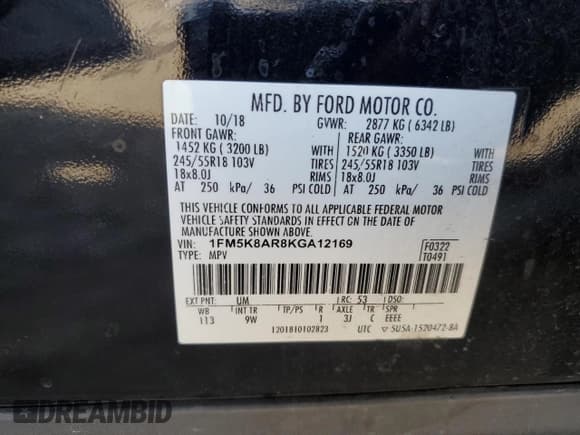 MFD. BY FORD MOTOR CO.
DATE: 10/18 GVWR: 2877 KG ( 6342 LB)
FRONT GAWR: REAR GAWR:
1452 KG ( 3200 LB) 1520 KG ( 3350 LB)
245/55R18 103V TIRES 245/55R18 103V TIRES
18x8.0J RIMS 18x8.0J RIMS
AT 250 kPa/ 36 PSI COLD AT 250 kPa/ 36 PSI COLD
THIS VEHICLE CONFORMS TO ALL APPLICABLE FEDERAL MOTOR
VEHICLE SAFETY STANDARDS IN EFFECT ON THE DATE OF
MANUFACTURE SHOWN ABOVE.
VIN: 1FM5K8AR8KGA12169 F0322
TYPE: MPV T0491
EXT PNT: UM RC: 53 DSO:
WB INT TR TP/PS R AXLE TR SPR
113 9W 1 3J C EEEE
1201810102823 UTC 5U5A-1520472-BA
DREAMBID